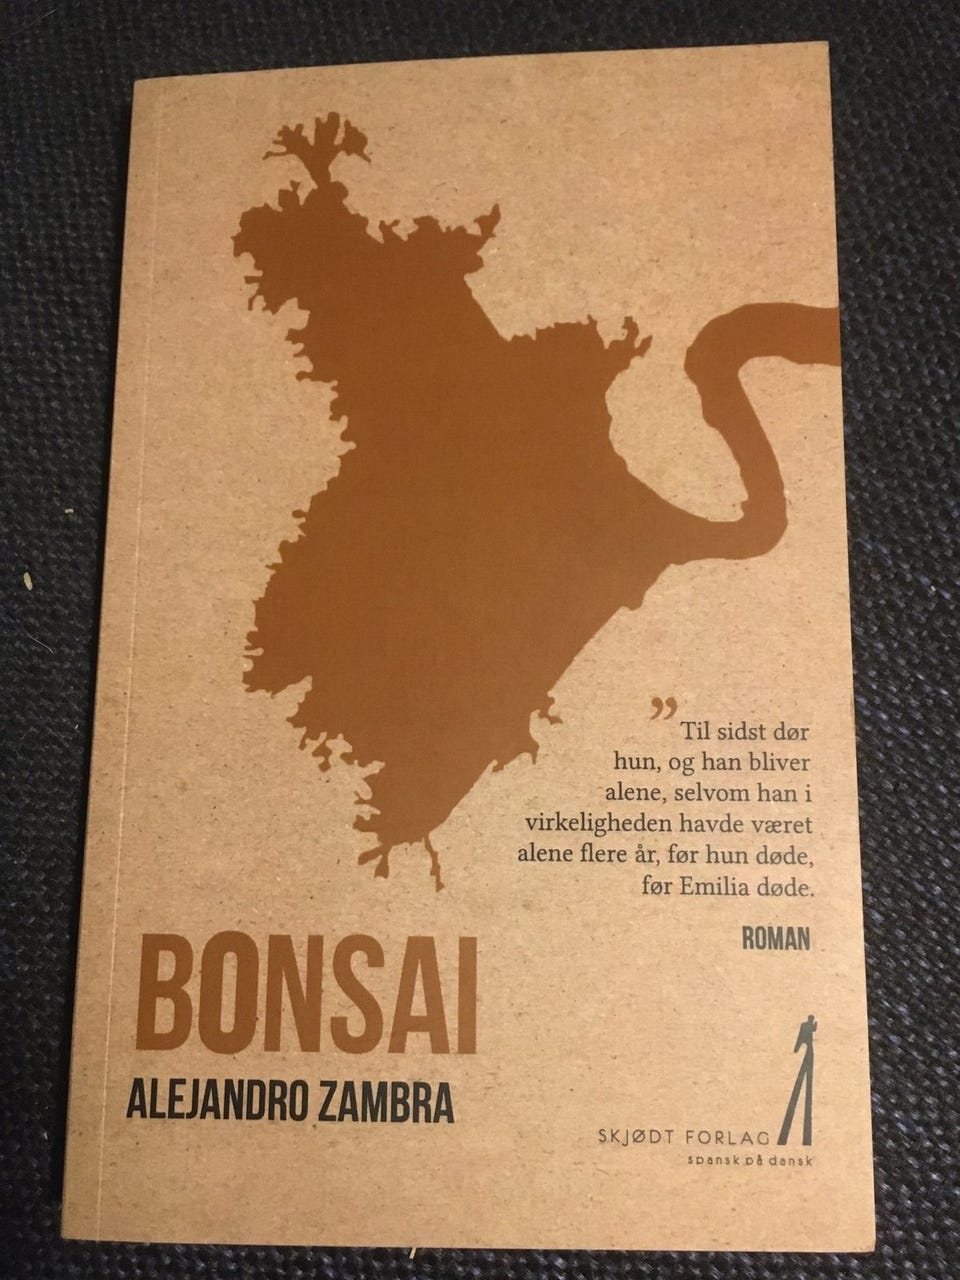 ”Til sidst dør
hun, og han bliver
alene, selvom han i
virkeligheden havde været
alene flere år, før hun døde,
før Emilia døde.
ROMAN
BONSAI
ALEJANDRO ZAMBRA
SKJØDT FORLAG
spansk på dansk